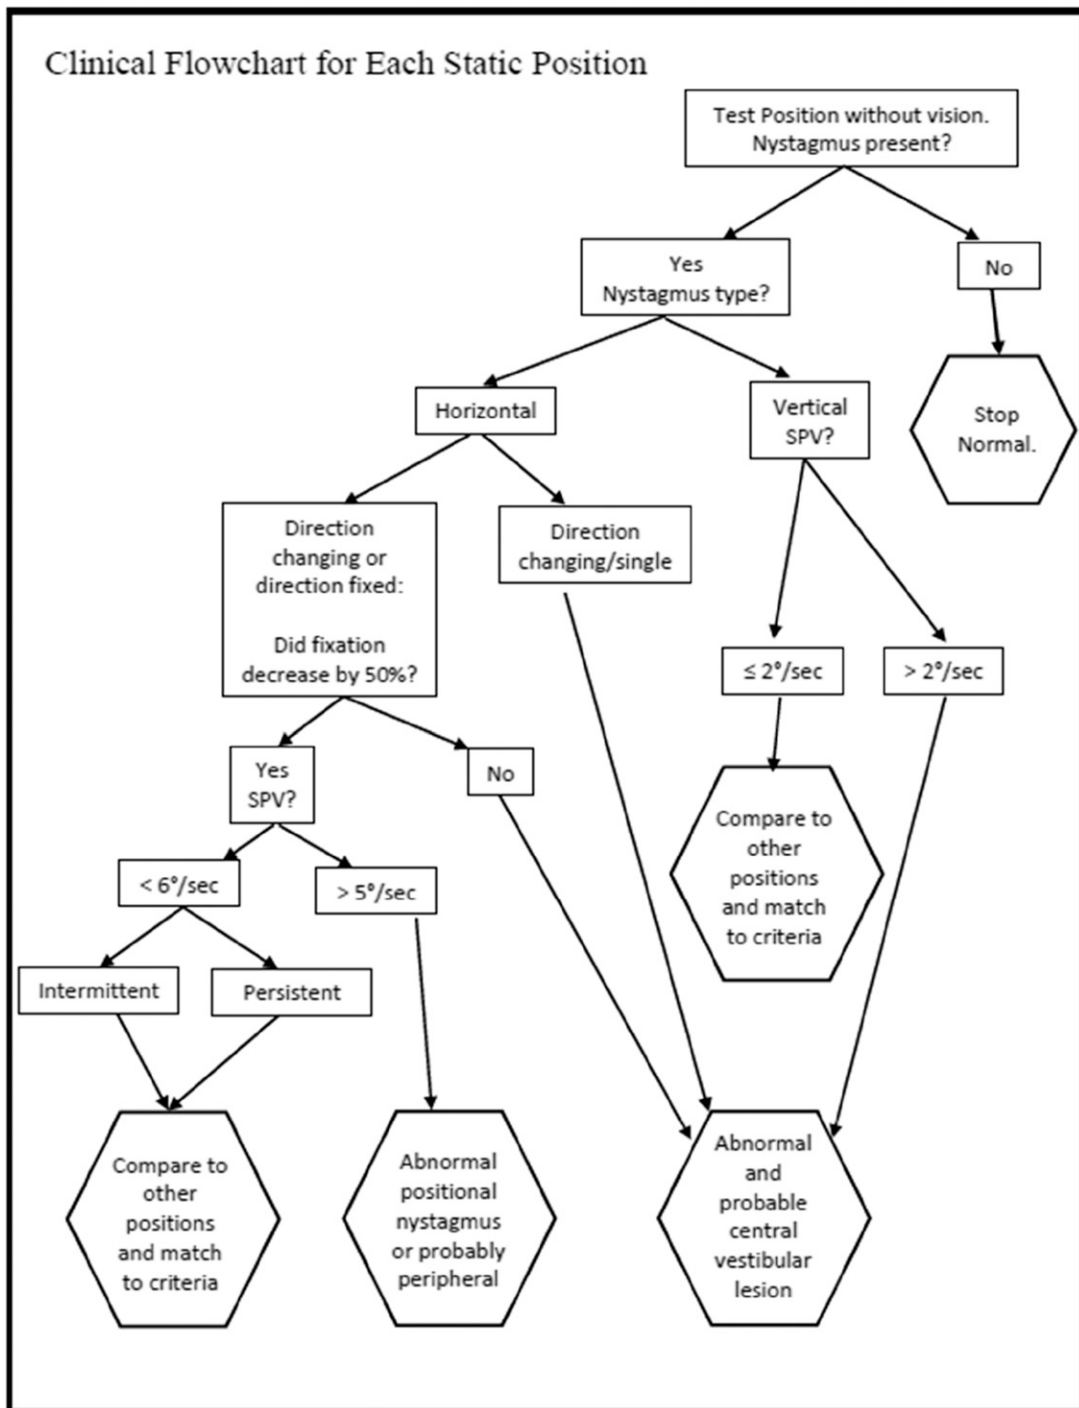 Clinical Flowchart for Each Static Position
Test Position without vision.
Nystagmus present?
Yes
Nystagmus type?
No
Stop
Normal.
Horizontal
Vertical
SPV?
Direction
changing or
direction fixed:
Did fixation
decrease by 50%?
Direction
changing/single
≤ 2°/sec
> 2°/sec
Yes
SPV?
No
Compare to
other
positions
and match
to criteria
< 6°/sec
> 5°/sec
Intermittent
Persistent
Compare to
other
positions
and match
to criteria
Abnormal
positional
nystagmus
or probably
peripheral
Abnormal
and
probable
central
vestibular
lesion